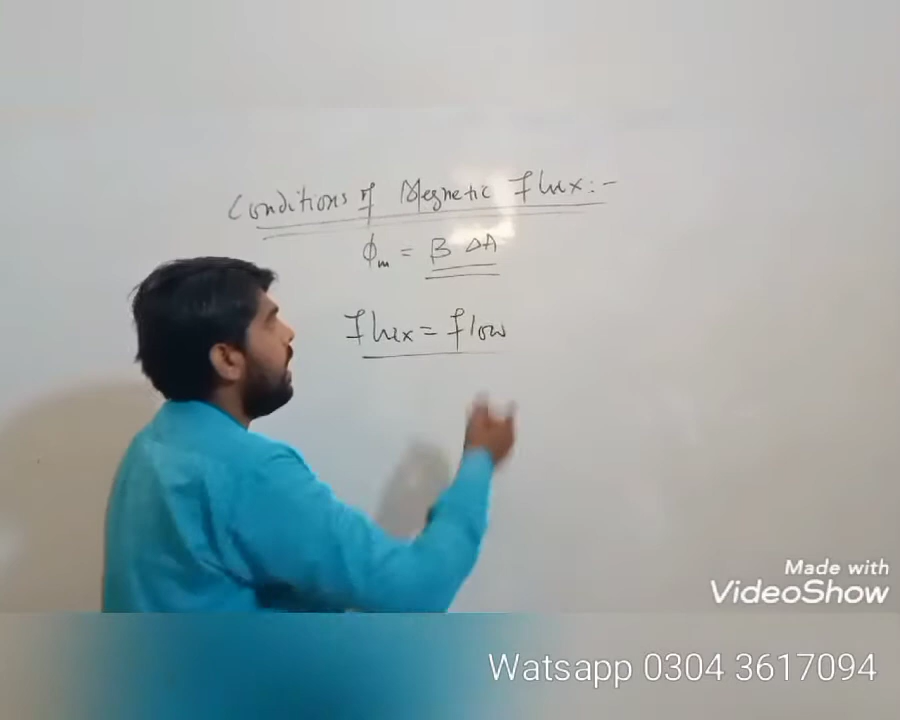 Conditions of Magnetic Flux:-
ϕm = B ΔA
Flux = flow
Made with
VideoShow
Watsapp 0304 3617094